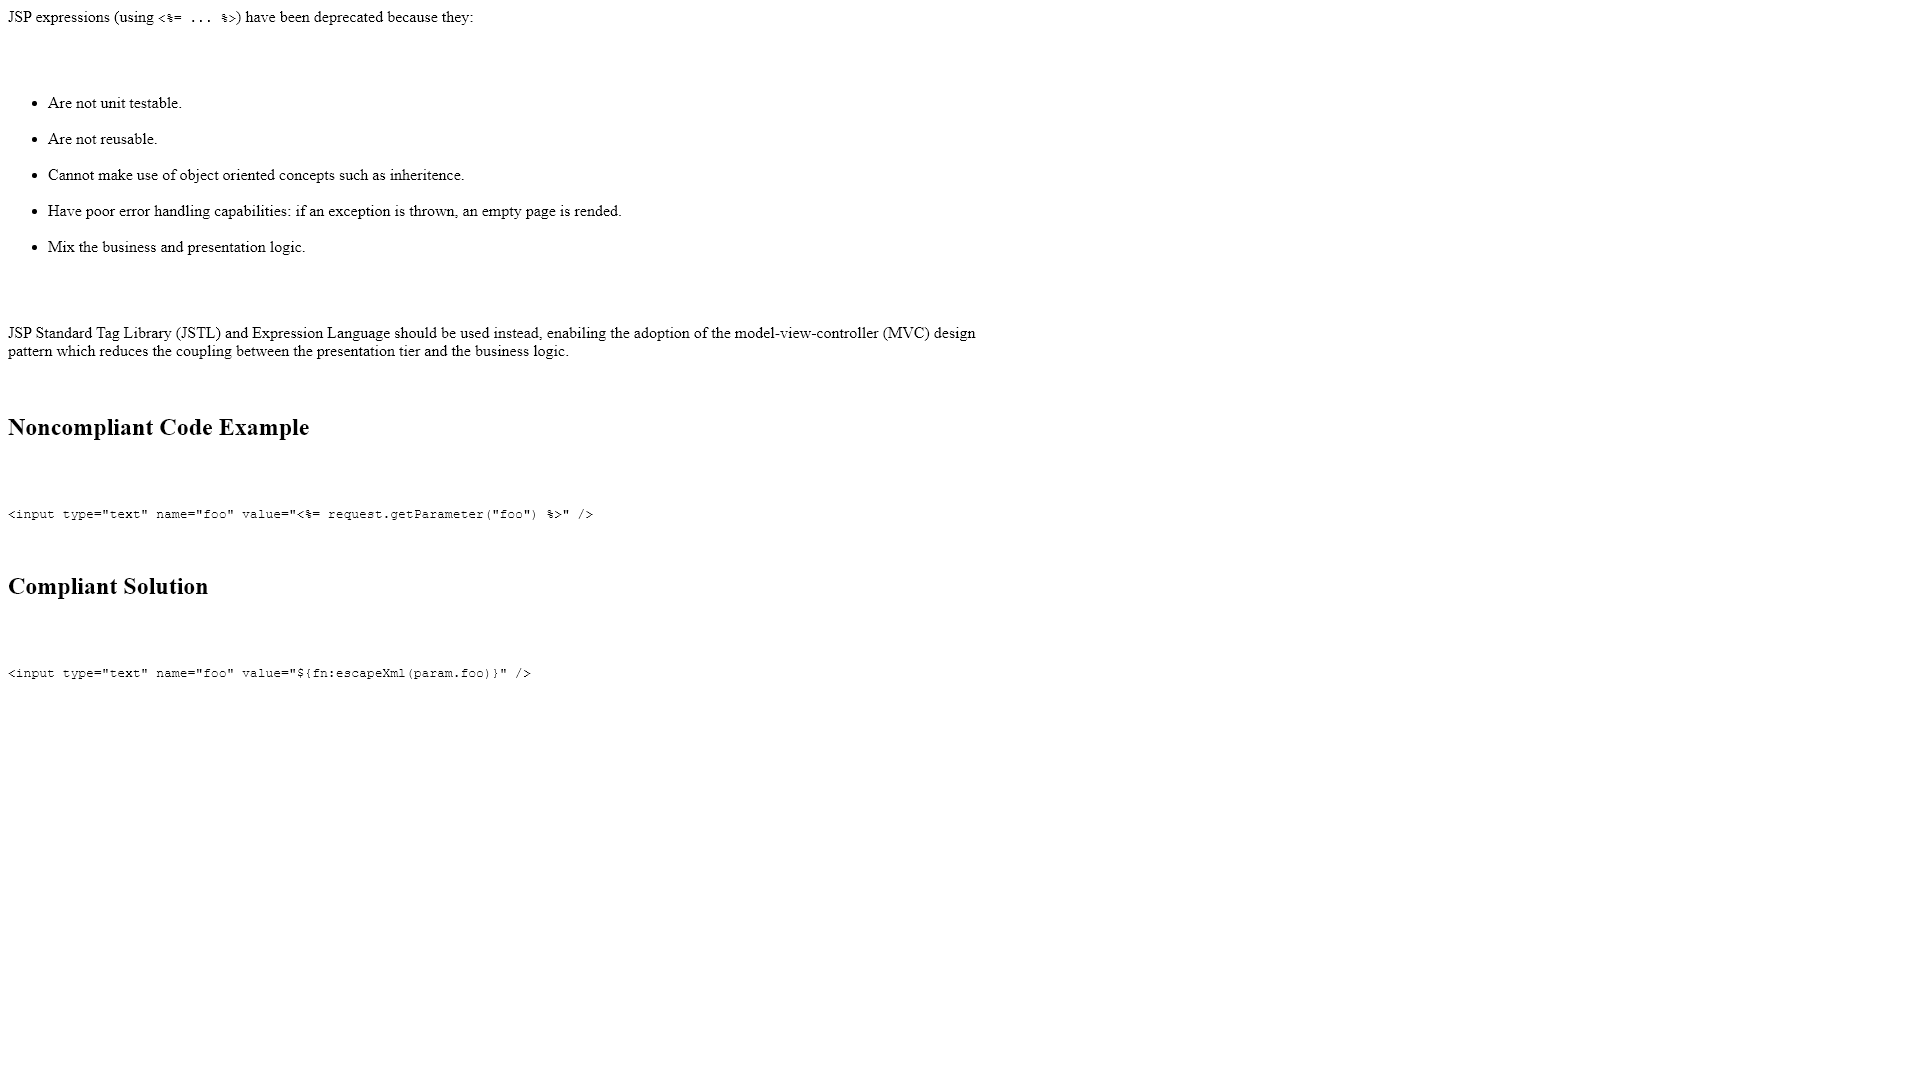 JSP expressions (using <%= ... %>) have been deprecated because they:
• Are not unit testable.
• Are not reusable.
• Cannot make use of object oriented concepts such as inheritence.
• Have poor error handling capabilities: if an exception is thrown, an empty page is rended.
• Mix the business and presentation logic.
JSP Standard Tag Library (JSTL) and Expression Language should be used instead, enabiling the adoption of the model-view-controller (MVC) design
pattern which reduces the coupling between the presentation tier and the business logic.
Noncompliant Code Example
<input type="text" name="foo" value="<%= request.getParameter("foo") %>" />
Compliant Solution
<input type="text" name="foo" value="${fn:escapeXml(param.foo)}" />